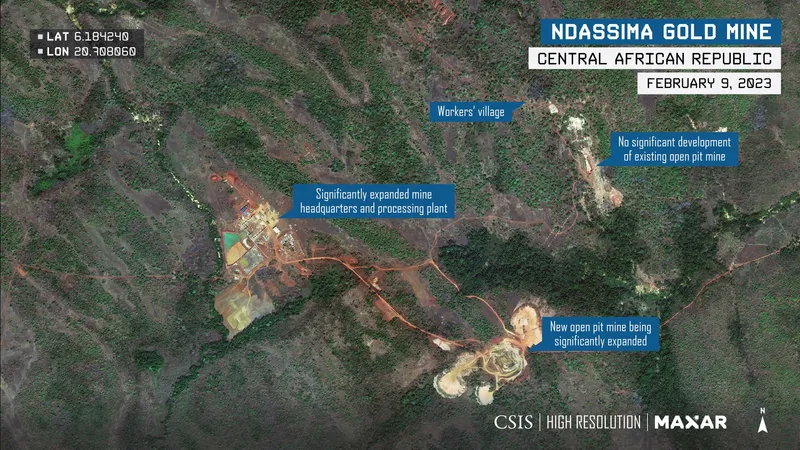 LAT 6.184240
LON 20.708060
NDASSIMA GOLD MINE
CENTRAL AFRICAN REPUBLIC
FEBRUARY 9, 2023
Workers' village
No significant development
of existing open pit mine
Significantly expanded mine
headquarters and processing plant
New open pit mine being
significantly expanded
CSIS | HIGH RESOLUTION | MAXAR
N